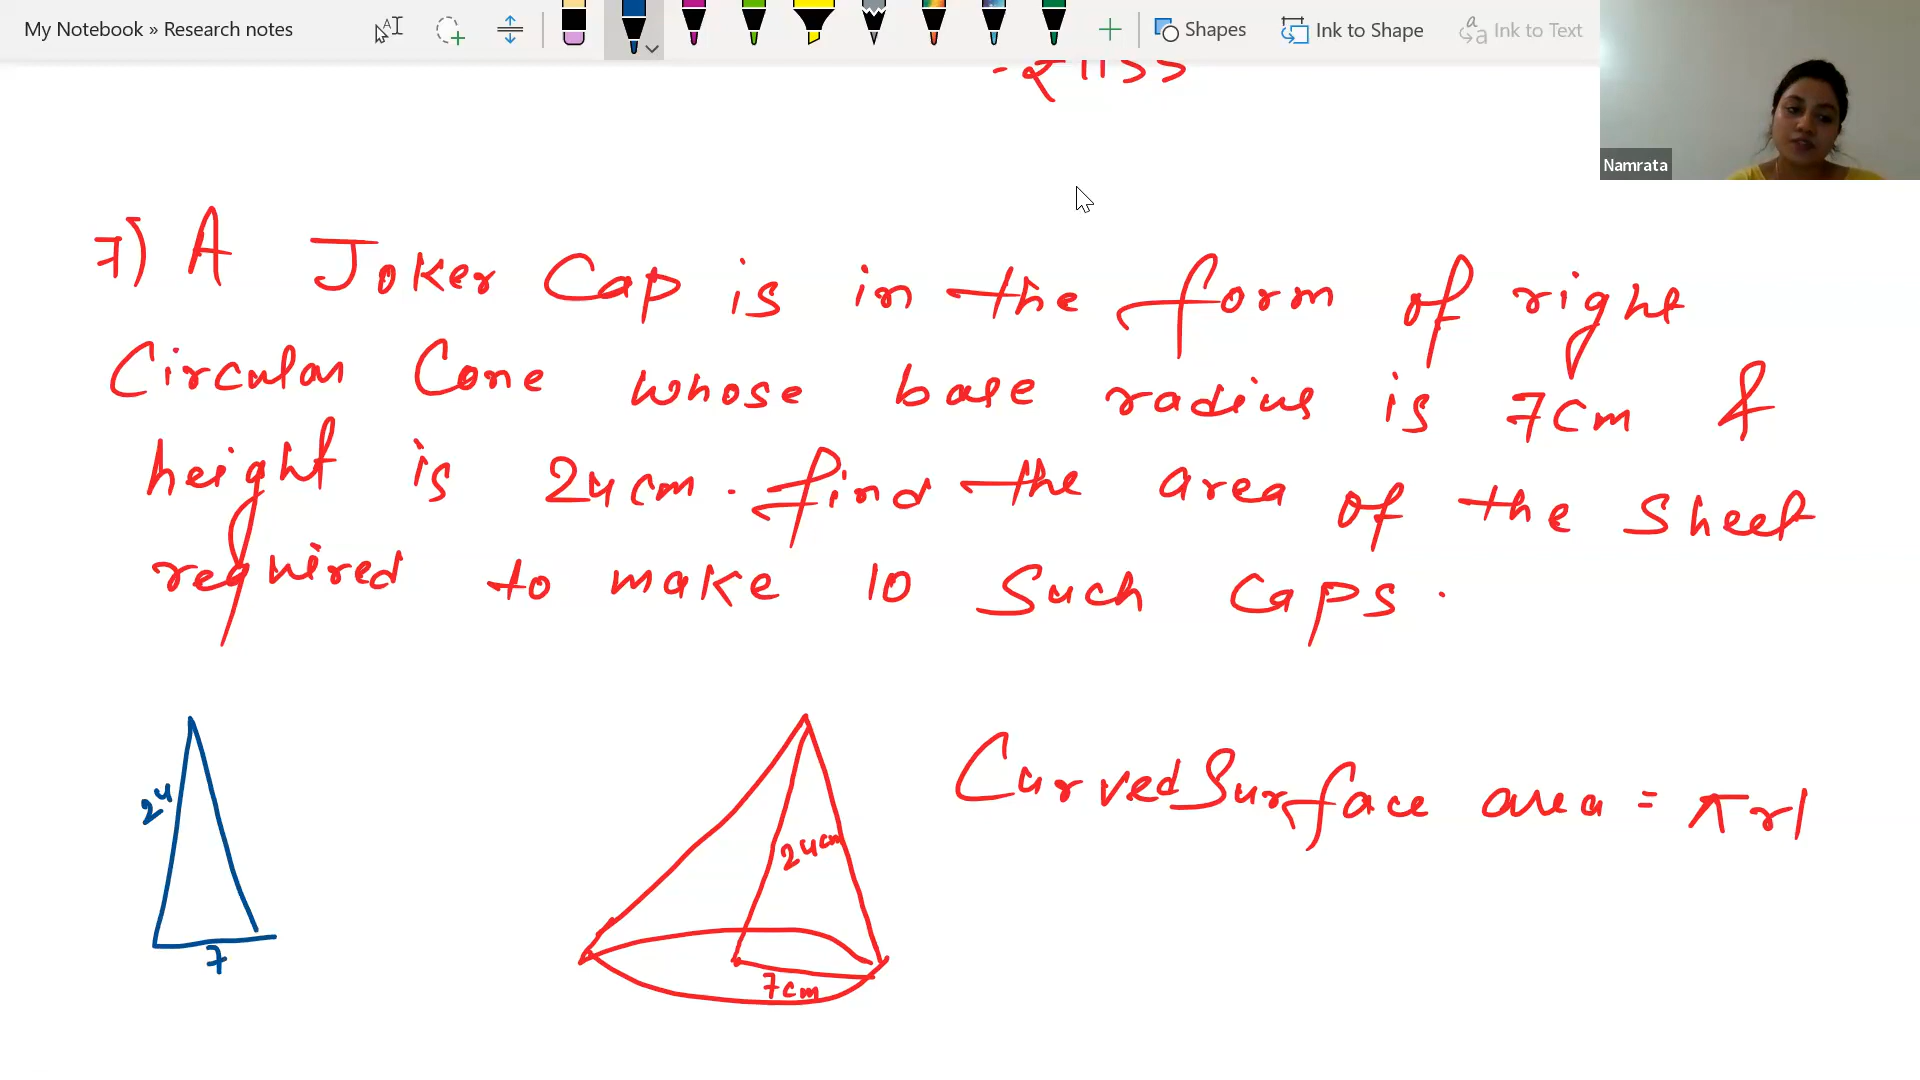 My Notebook » Research notes
Shapes
Ink to Shape
Ink to Text
Namrata
7) A Joker Cap is in the form of right
Circular Cone whose base radius is 7cm &
height is 24cm. find the area of the sheet
required to make 10 Such caps.
24
7
24cm
7cm
Curved Surface area = πrl